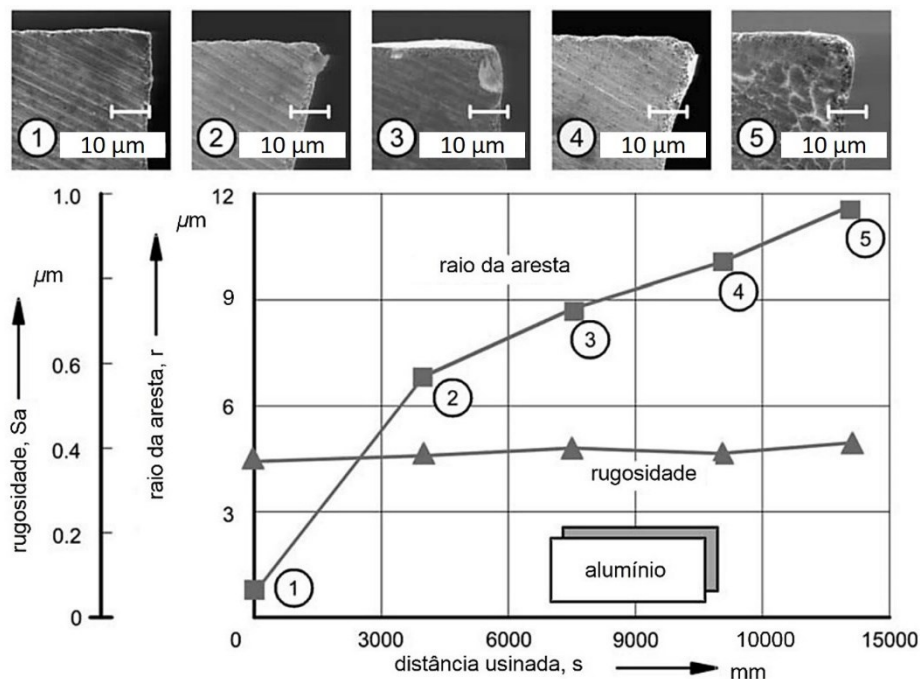 1 10 µm
2 10 µm
3 10 µm
4 10 µm
5 10 µm
1.0
µm
0.6
0.4
0.2
0
rugosidade, Sa
12
µm
9
6
3
raio da aresta, r
raio da aresta
1
2
3
4
5
rugosidade
alumínio
0 3000 6000 9000 10000 15000
distância usinada, s mm